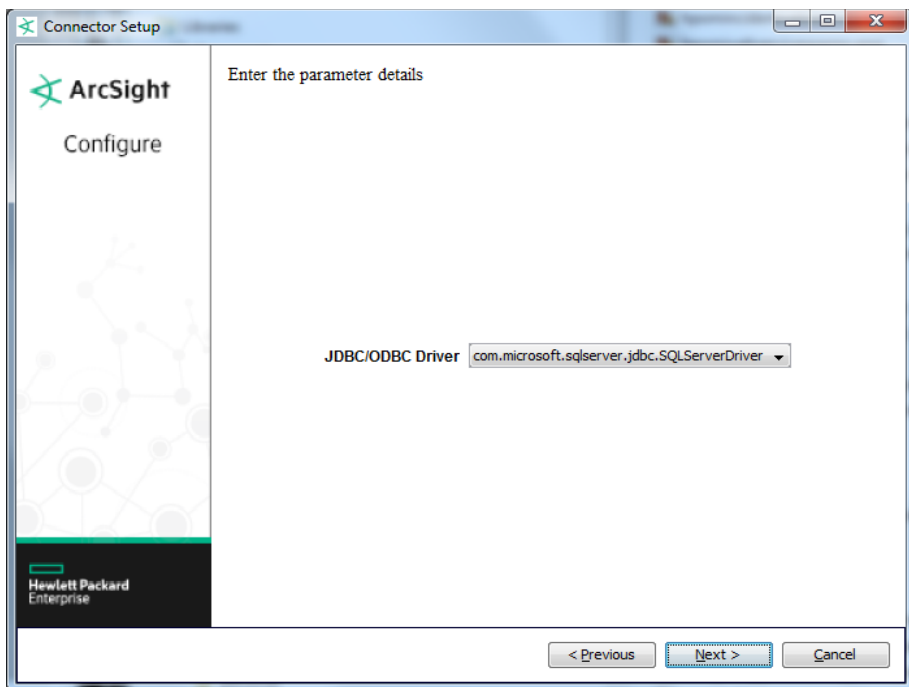 Connector Setup
ArcSight
Configure
Enter the parameter details
JDBC/ODBC Driver com.microsoft.sqlserver.jdbc.SQLServerDriver
Hewlett Packard
Enterprise
< Previous Next > Cancel